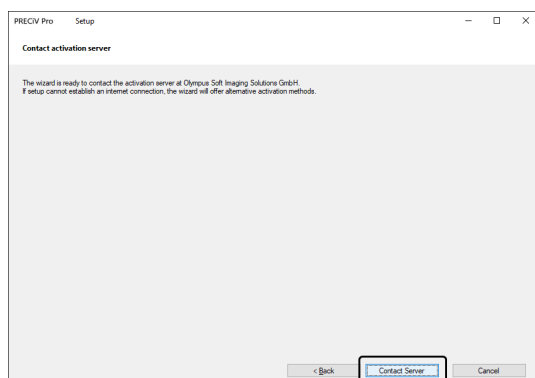 PRECiV Pro Setup
Contact activation server
The wizard is ready to contact the activation server at Olympus Soft Imaging Solutions GmbH.
If setup cannot establish an internet connection, the wizard will offer alternative activation methods.
< Back Contact Server Cancel